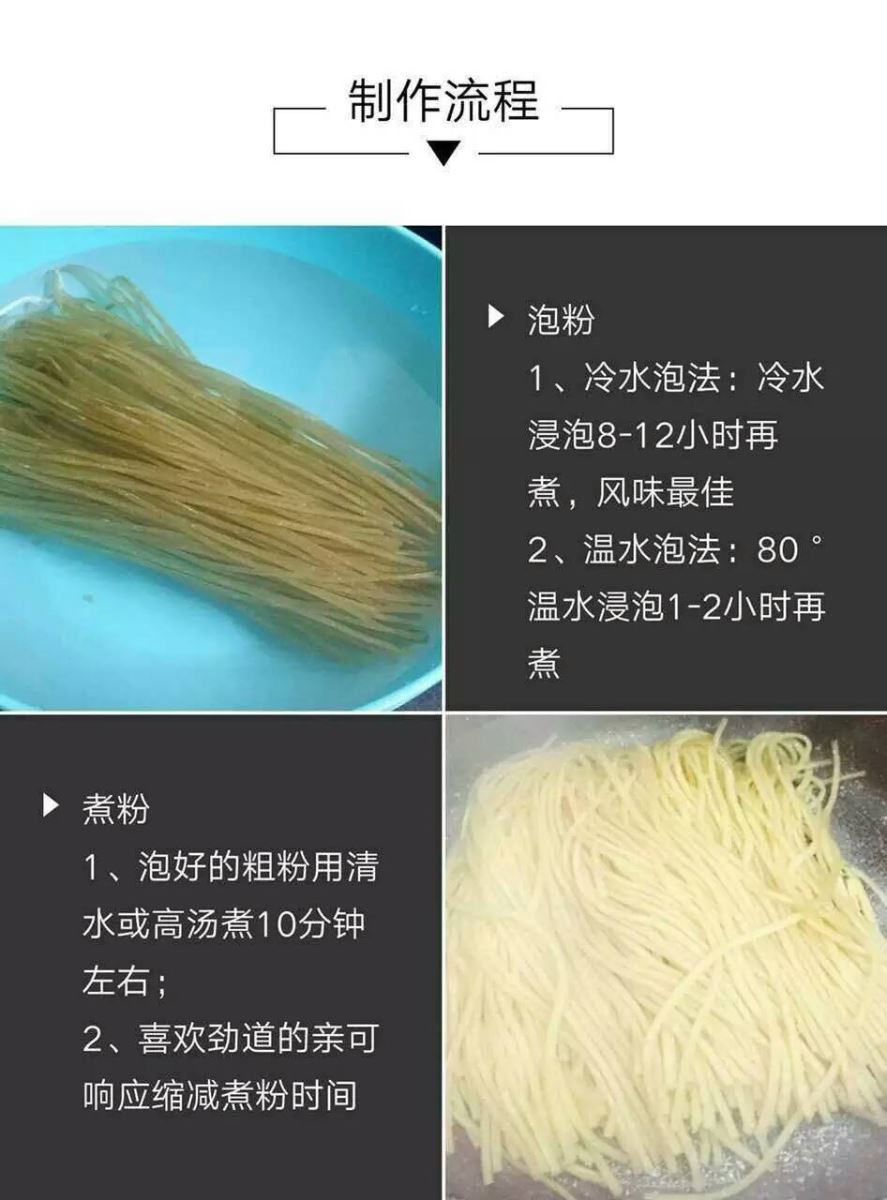 制作流程
泡粉
1、冷水泡法：冷水
浸泡8-12小时再
煮，风味最佳
2、温水泡法：80°
温水浸泡1-2小时再
煮
煮粉
1、泡好的粗粉用清
水或高汤煮10分钟
左右；
2、喜欢劲道的亲可
响应缩减煮粉时间